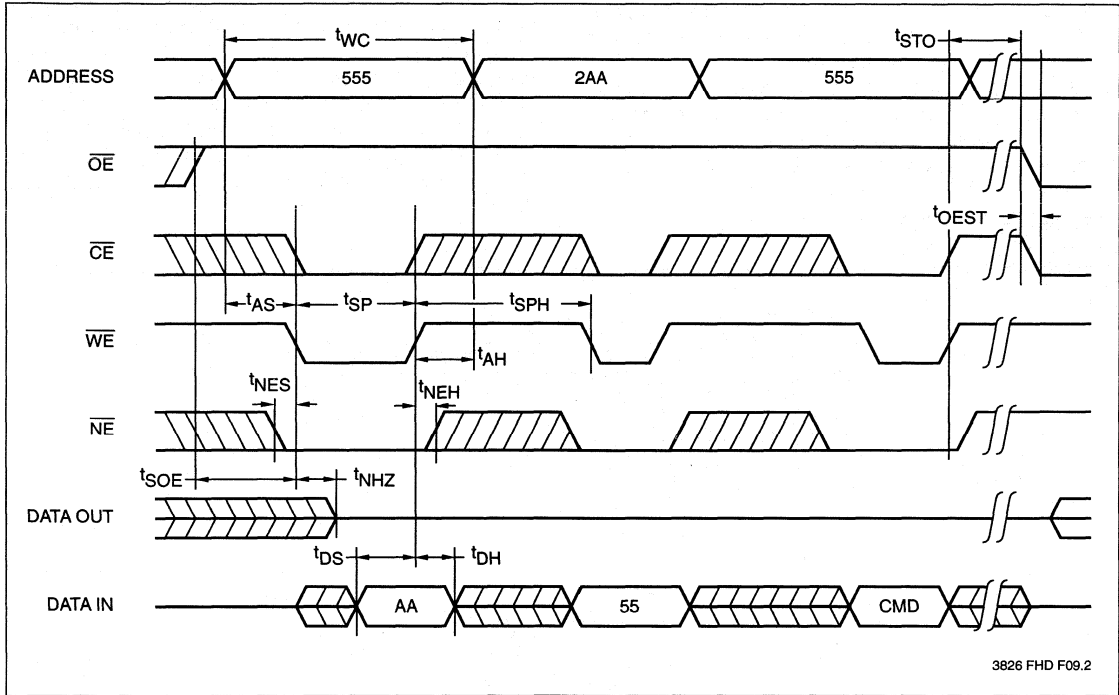 tWC
tSTO
ADDRESS
555
2AA
555
OE
tOEST
CE
tAS
tSP
tSPH
WE
tAH
tNES
tNEH
NE
tSOE
tNHZ
DATA OUT
tDS
tDH
DATA IN
AA
55
CMD
3826 FHD F09.2